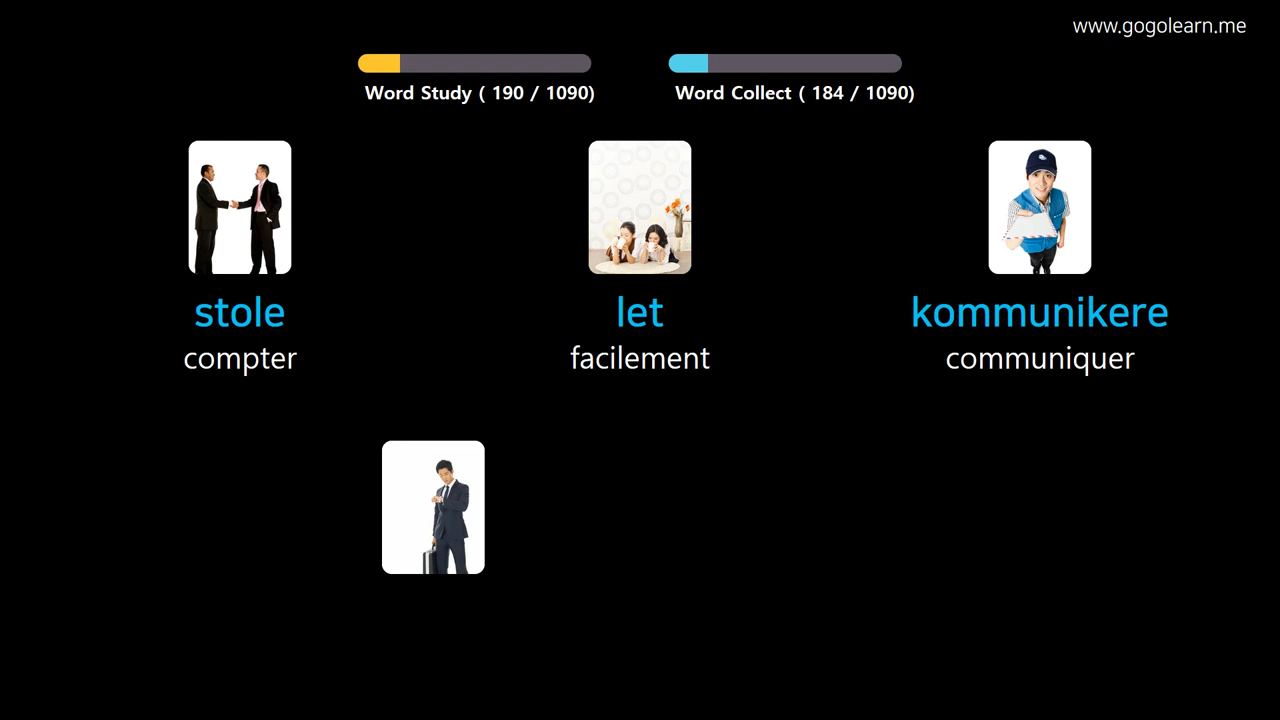 www.gogolearn.me
Word Study ( 190 / 1090)
Word Collect ( 184 / 1090)
stole
let
kommunikere
compter
facilement
communiquer